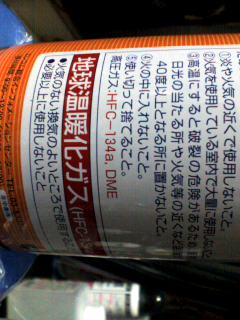 ①炎や火気の近くで使用しないこと。
②火気を使用している室内で大量に使用しないこと
③高温にすると破裂の危険があるため、直射
日光の当たる所や火気等の近くなど温
40度以上となる所に置かないこと。
④火の中に入れないこと。
⑤使い切って捨てること。
高圧ガス:HFC-134a, DME
地球温暖化ガス(HFC-134
●火気のない換気のよいところで使用すること
●必要以上に使用しないこと